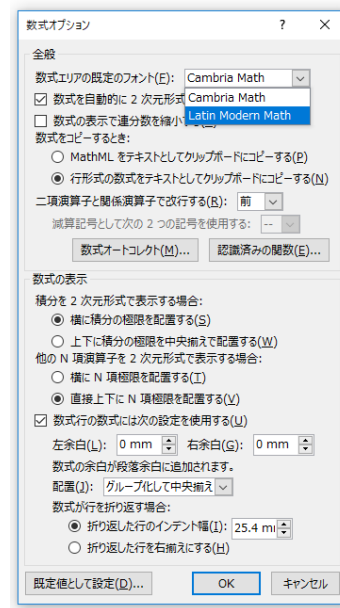 数式オプション ? ×
全般
数式エリアの既定のフォント(F): Cambria Math
数式を自動的に 2 次元形式 Cambria Math
数式の表示で連分数を縮小 Latin Modern Math
数式をコピーするとき:
MathML をテキストとしてクリップボードにコピーする(P)
行形式の数式をテキストとしてクリップボードにコピーする(N)
二項演算子と関係演算子で改行する(R): 前
減算記号として次の 2 つの記号を使用する: --
数式オートコレクト(M)... 認識済みの関数(E)...
数式の表示
積分を 2 次元形式で表示する場合:
横に積分の極限を配置する(S)
上下に積分の極限を中央揃えで配置する(W)
他の N 項演算子を 2 次元形式で表示する場合:
横に N 項極限を配置する(T)
直接上下に N 項極限を配置する(V)
数式行の数式には次の設定を使用する(U)
左余白(L): 0 mm 右余白(G): 0 mm
数式の余白が段落余白に追加されます。
配置(J): グループ化して中央揃え
数式が行を折り返す場合:
折り返した行のインデント幅(I): 25.4 m
折り返した行を右揃えにする(H)
既定値として設定(D)... OK キャンセル